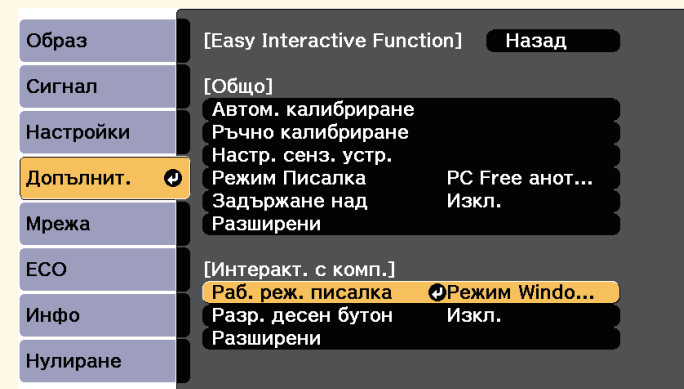 Образ
Сигнал
Настройки
Допълнит.
Мрежа
ECO
Инфо
Нулиране
[Easy Interactive Function] Назад
[Общо]
Автом. калибриране
Ръчно калибриране
Настр. сенз. устр.
Режим Писалка PC Free анот...
Задържане над Изкл.
Разширени
[Интеракт. с комп.]
Раб. реж. писалка Режим Windo...
Разр. десен бутон Изкл.
Разширени